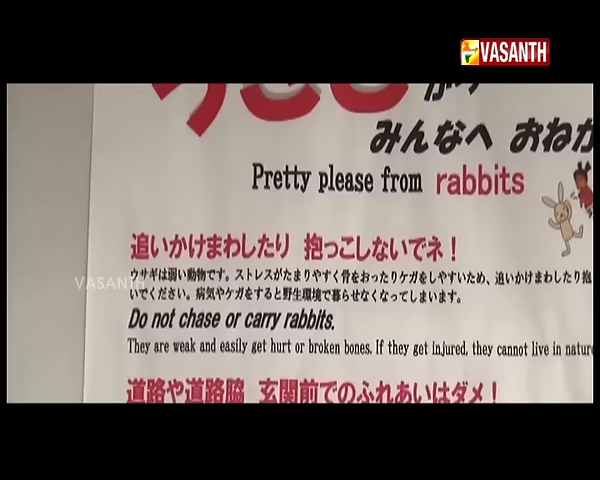 VASANTH
みんなへ おねが
Pretty please from rabbits
追いかけまわしたり 抱っこしないでネ！
ウサギは弱い動物です。ストレスがたまりやすく骨をおったりケガをしやすいため、追いかけまわしたり抱
いでください。病気やケガをすると野生環境で暮らせなくなってしまいます。
VASANTH
Do not chase or carry rabbits.
They are weak and easily get hurt or broken bones. If they get injured, they cannot live in nature
道路や道路脇 玄関前でのふれあいはダメ！